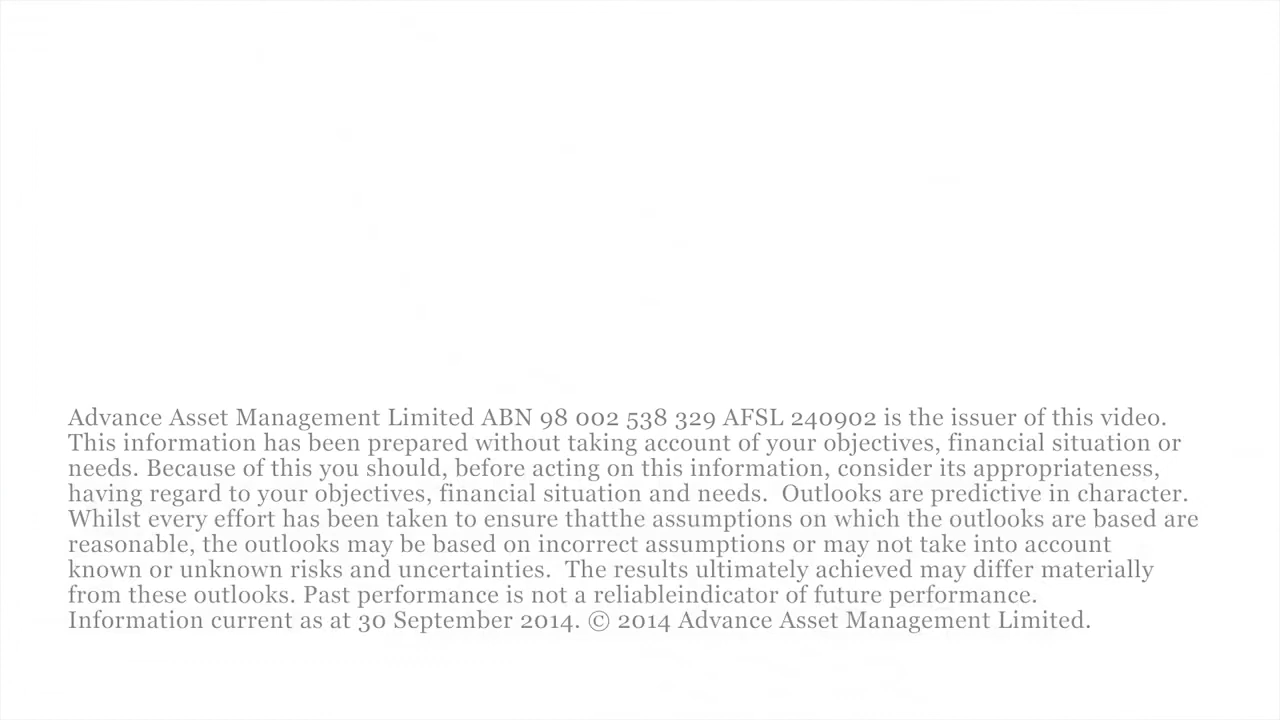 Advance Asset Management Limited ABN 98 002 538 329 AFSL 240902 is the issuer of this video.
This information has been prepared without taking account of your objectives, financial situation or
needs. Because of this you should, before acting on this information, consider its appropriateness,
having regard to your objectives, financial situation and needs.  Outlooks are predictive in character.
Whilst every effort has been taken to ensure thatthe assumptions on which the outlooks are based are
reasonable, the outlooks may be based on incorrect assumptions or may not take into account
known or unknown risks and uncertainties.  The results ultimately achieved may differ materially
from these outlooks. Past performance is not a reliableindicator of future performance.
Information current as at 30 September 2014. © 2014 Advance Asset Management Limited.